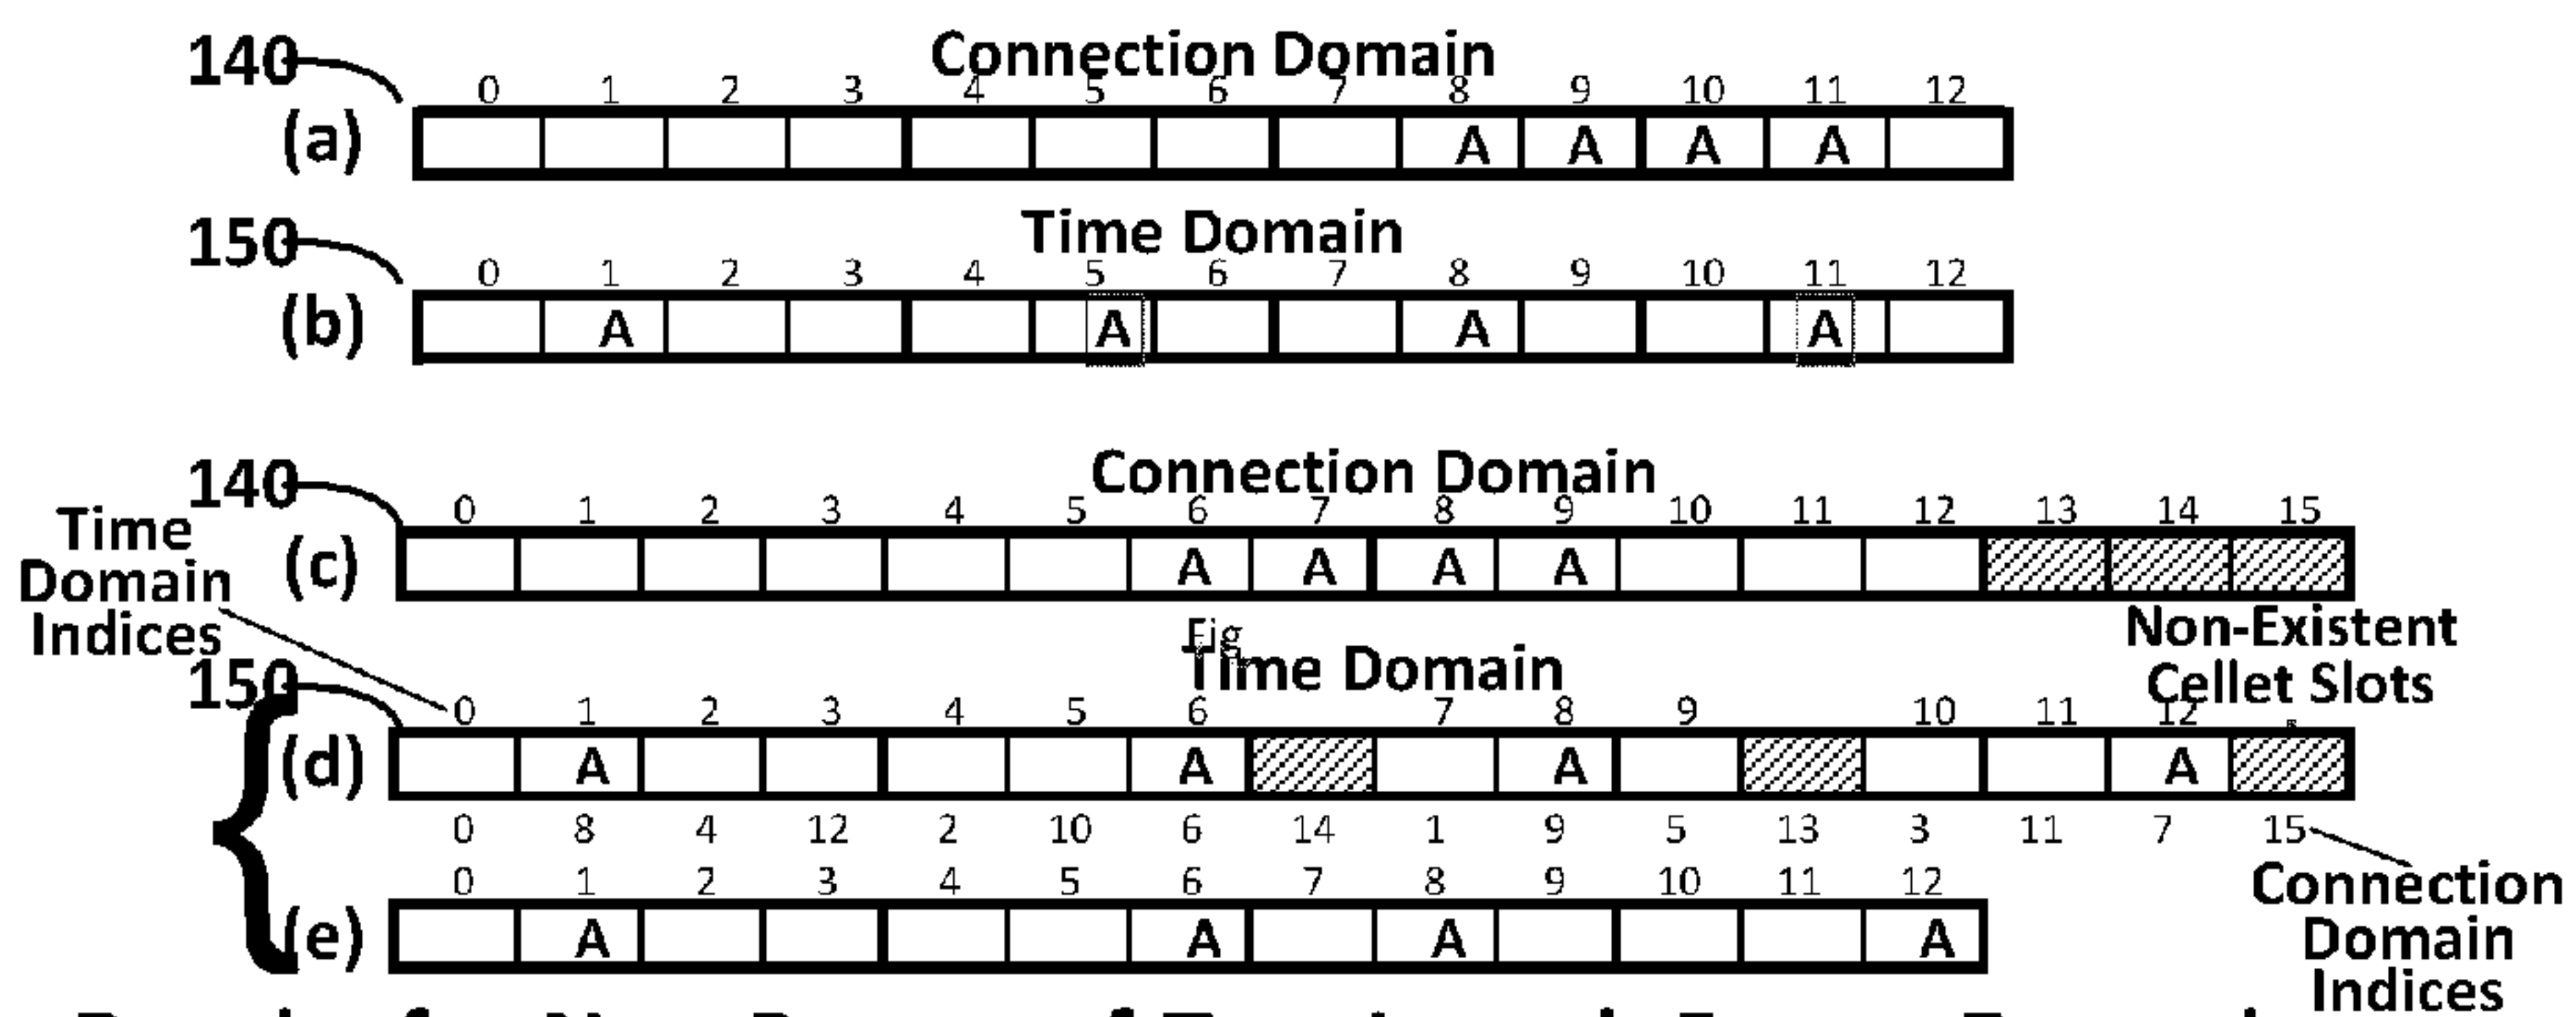 140
Connection Domain
0 1 2 3 4 5 6 7 8 9 10 11 12
(a) A A A A
150
Time Domain
0 1 2 3 4 5 6 7 8 9 10 11 12
(b) A A A A
140
Connection Domain
0 1 2 3 4 5 6 7 8 9 10 11 12 13 14 15
(c) A A A A
Time
Domain
Indices
Non-Existent
Cellet Slots
Fig
150
Time Domain
0 1 2 3 4 5 6 7 8 9 10 11 12
(d) A A A A
0 8 4 12 2 10 6 14 1 9 5 13 3 11 7 15
0 1 2 3 4 5 6 7 8 9 10 11 12
(e) A A A A
Connection
Domain
Indices